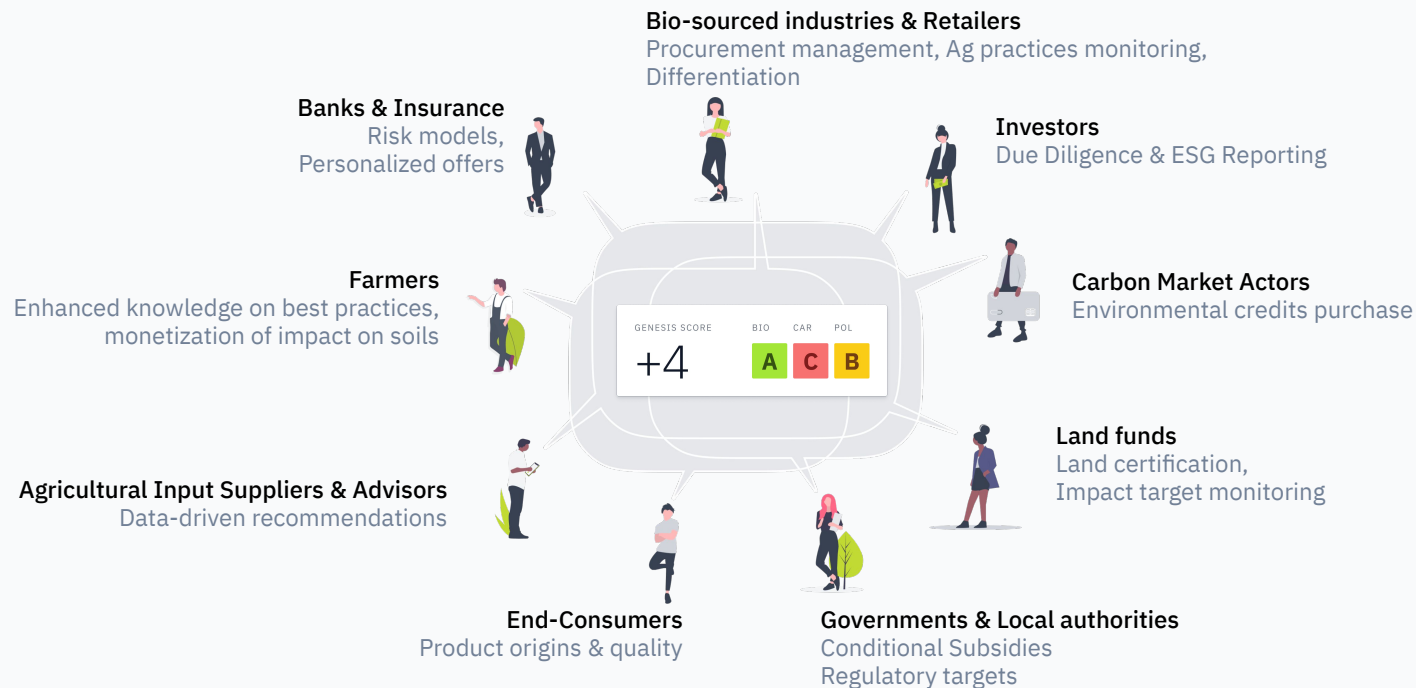 Bio-sourced industries & Retailers
Procurement management, Ag practices monitoring,
Differentiation
Banks & Insurance
Risk models,
Personalized offers
Investors
Due Diligence & ESG Reporting
Farmers
Enhanced knowledge on best practices,
monetization of impact on soils
Carbon Market Actors
Environmental credits purchase
GENESIS SCORE
+4
BIO CAR POL
A C B
Land funds
Land certification,
Impact target monitoring
Agricultural Input Suppliers & Advisors
Data-driven recommendations
End-Consumers
Product origins & quality
Governments & Local authorities
Conditional Subsidies
Regulatory targets